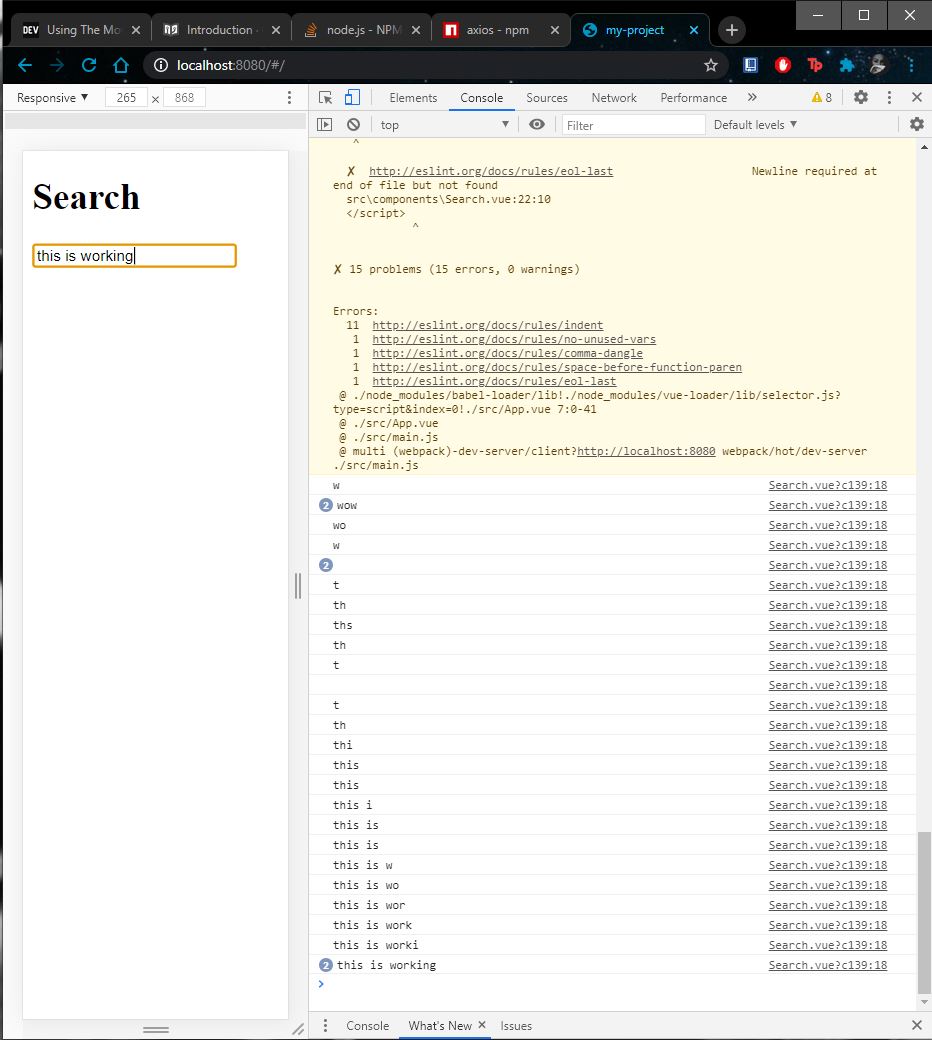 DEV Using The Mo
Introduction
node.js - NPM
n axios - npm
my-project
localhost:8080/#/
Tp
Responsive 265 x 868
Elements Console Sources Network Performance » 8
top Filter Default levels
^
✗ http://eslint.org/docs/rules/eol-last Newline required at
end of file but not found
src\components\Search.vue:22:10
</script>
^
✗ 15 problems (15 errors, 0 warnings)
Errors:
11 http://eslint.org/docs/rules/indent
1 http://eslint.org/docs/rules/no-unused-vars
1 http://eslint.org/docs/rules/comma-dangle
1 http://eslint.org/docs/rules/space-before-function-paren
1 http://eslint.org/docs/rules/eol-last
@ ./node_modules/babel-loader/lib!./node_modules/vue-loader/lib/selector.js?
type=script&index=0!./src/App.vue 7:0-41
@ ./src/App.vue
@ ./src/main.js
@ multi (webpack)-dev-server/client?http://localhost:8080 webpack/hot/dev-server
./src/main.js
w Search.vue?c139:18
2 wow Search.vue?c139:18
wo Search.vue?c139:18
w Search.vue?c139:18
2 Search.vue?c139:18
t Search.vue?c139:18
th Search.vue?c139:18
ths Search.vue?c139:18
th Search.vue?c139:18
t Search.vue?c139:18
Search.vue?c139:18
t Search.vue?c139:18
th Search.vue?c139:18
thi Search.vue?c139:18
this Search.vue?c139:18
this Search.vue?c139:18
this i Search.vue?c139:18
this is Search.vue?c139:18
this is Search.vue?c139:18
this is w Search.vue?c139:18
this is wo Search.vue?c139:18
this is wor Search.vue?c139:18
this is work Search.vue?c139:18
this is worki Search.vue?c139:18
2 this is working Search.vue?c139:18
>
Search
this is working
Console What's New Issues